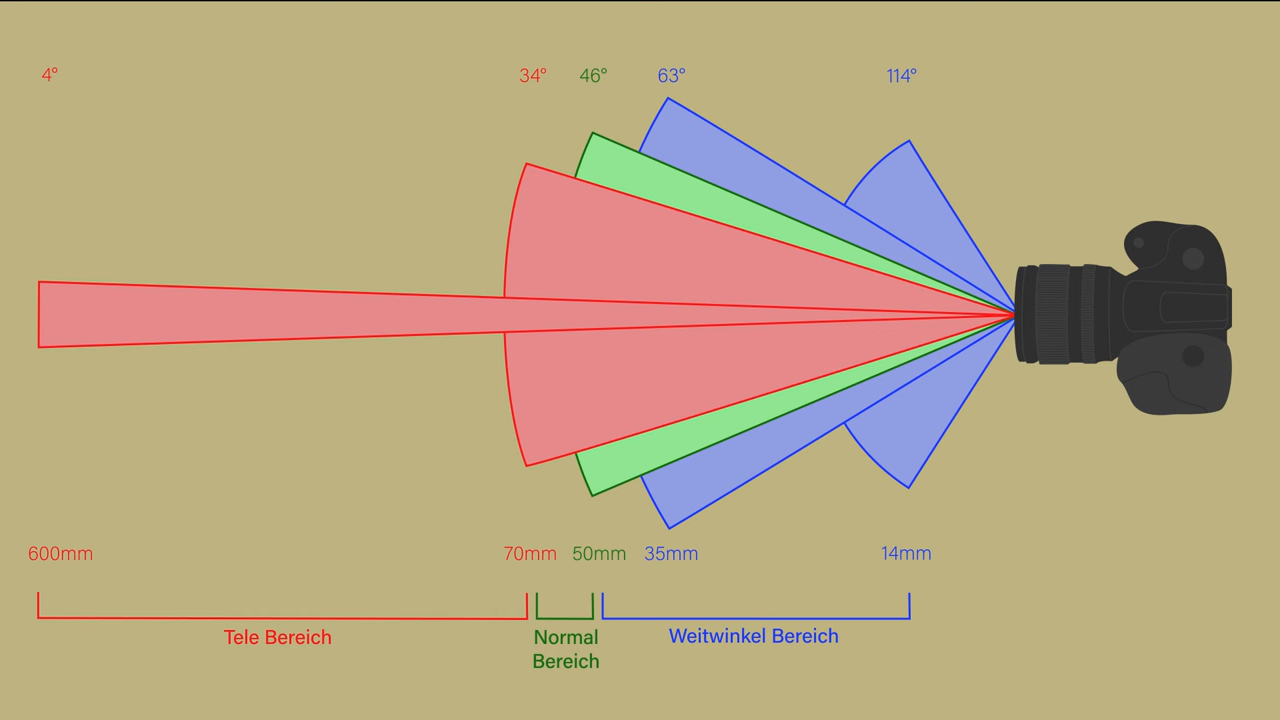 4° 34° 46° 63° 114°
600mm 70mm 50mm 35mm 14mm
Tele Bereich
Normal
Bereich
Weitwinkel Bereich